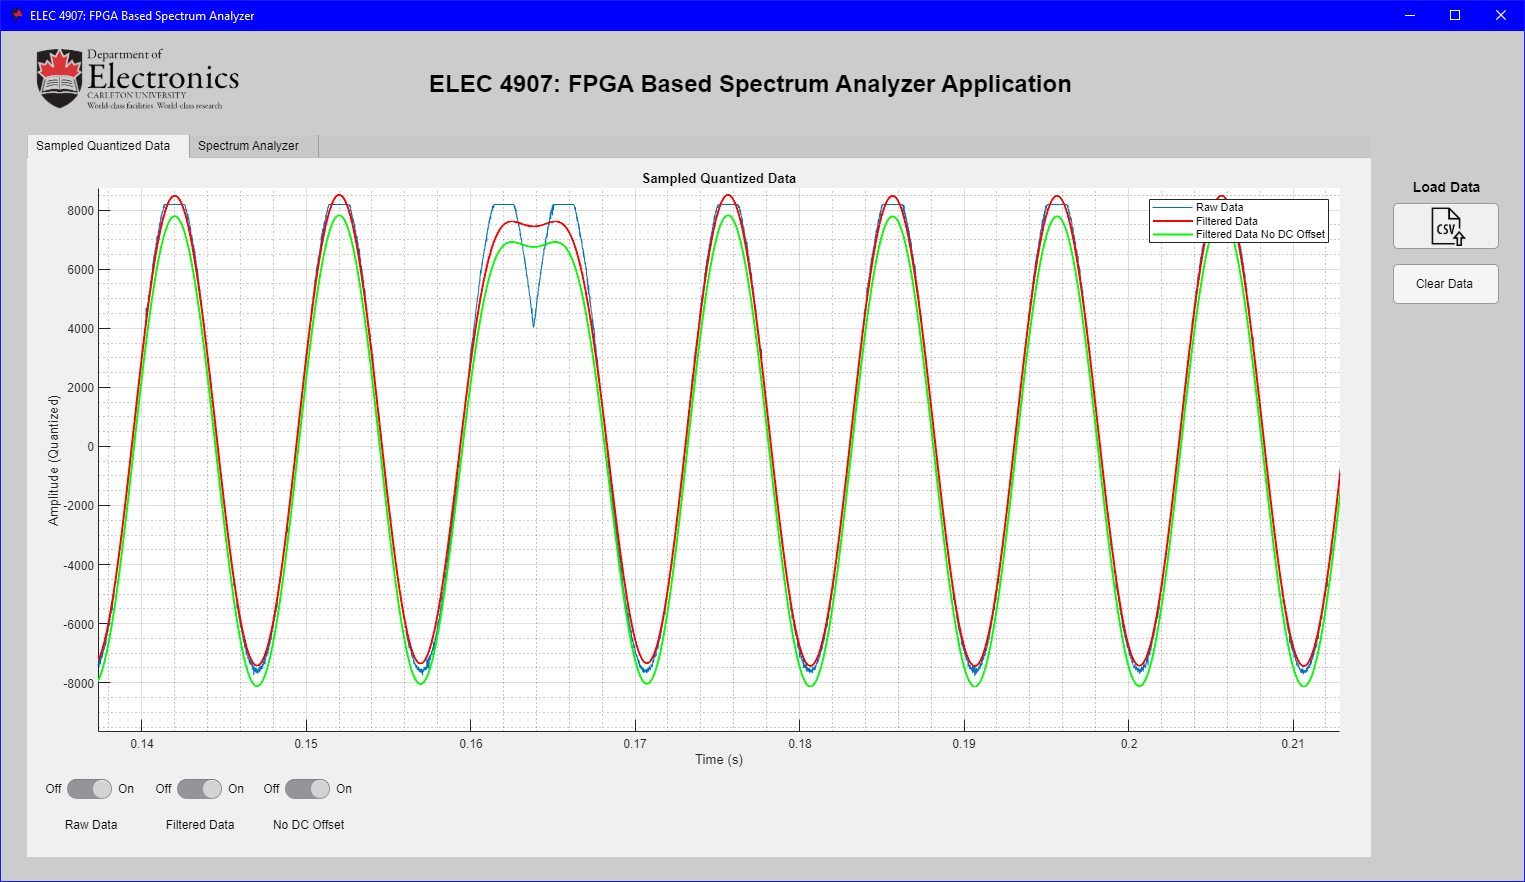 ELEC 4907: FPGA Based Spectrum Analyzer
Department of
Electronics
CARLETON UNIVERSITY
World-class facilities World-class research
ELEC 4907: FPGA Based Spectrum Analyzer Application
Sampled Quantized Data
Spectrum Analyzer
Sampled Quantized Data
Raw Data
Filtered Data
Filtered Data No DC Offset
8000
6000
4000
2000
0
-2000
-4000
-6000
-8000
Amplitude (Quantized)
0.14 0.15 0.16 0.17 0.18 0.19 0.2 0.21
Time (s)
Off On Off On Off On
Raw Data Filtered Data No DC Offset
Load Data
CSV
Clear Data